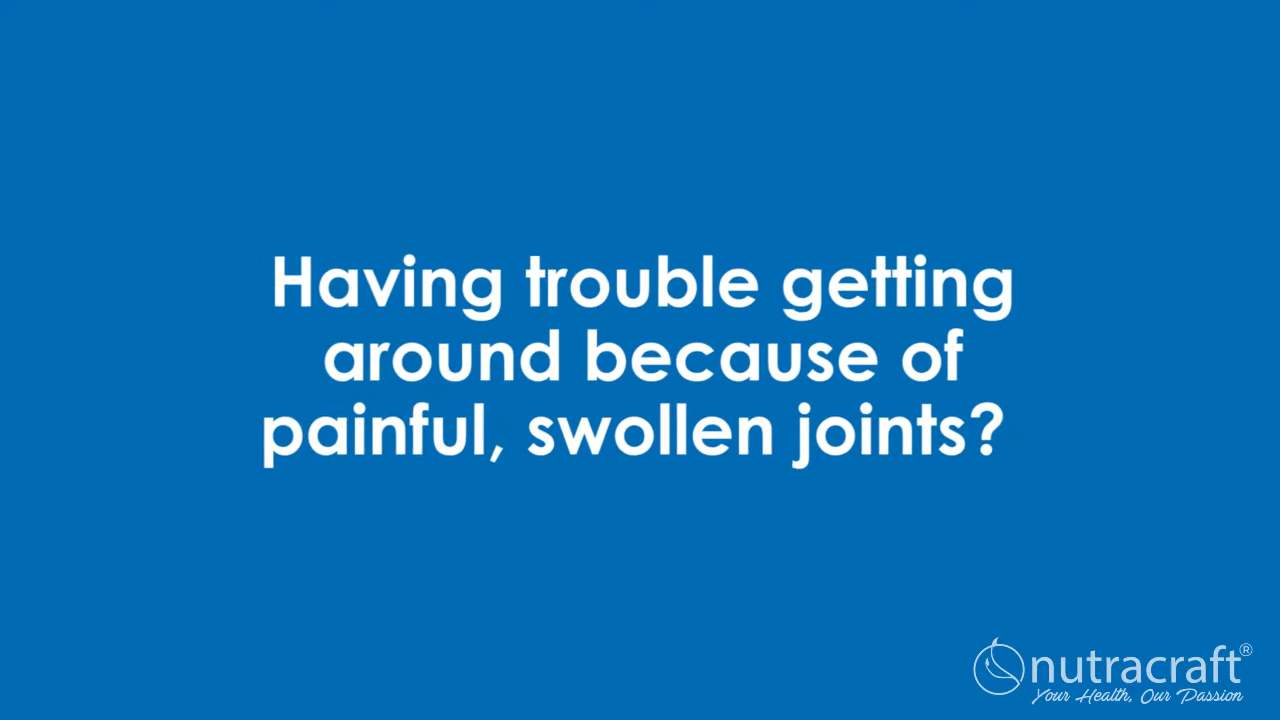 Having trouble getting
around because of
painful, swollen joints?
nutracraft®
Your Health, Our Passion